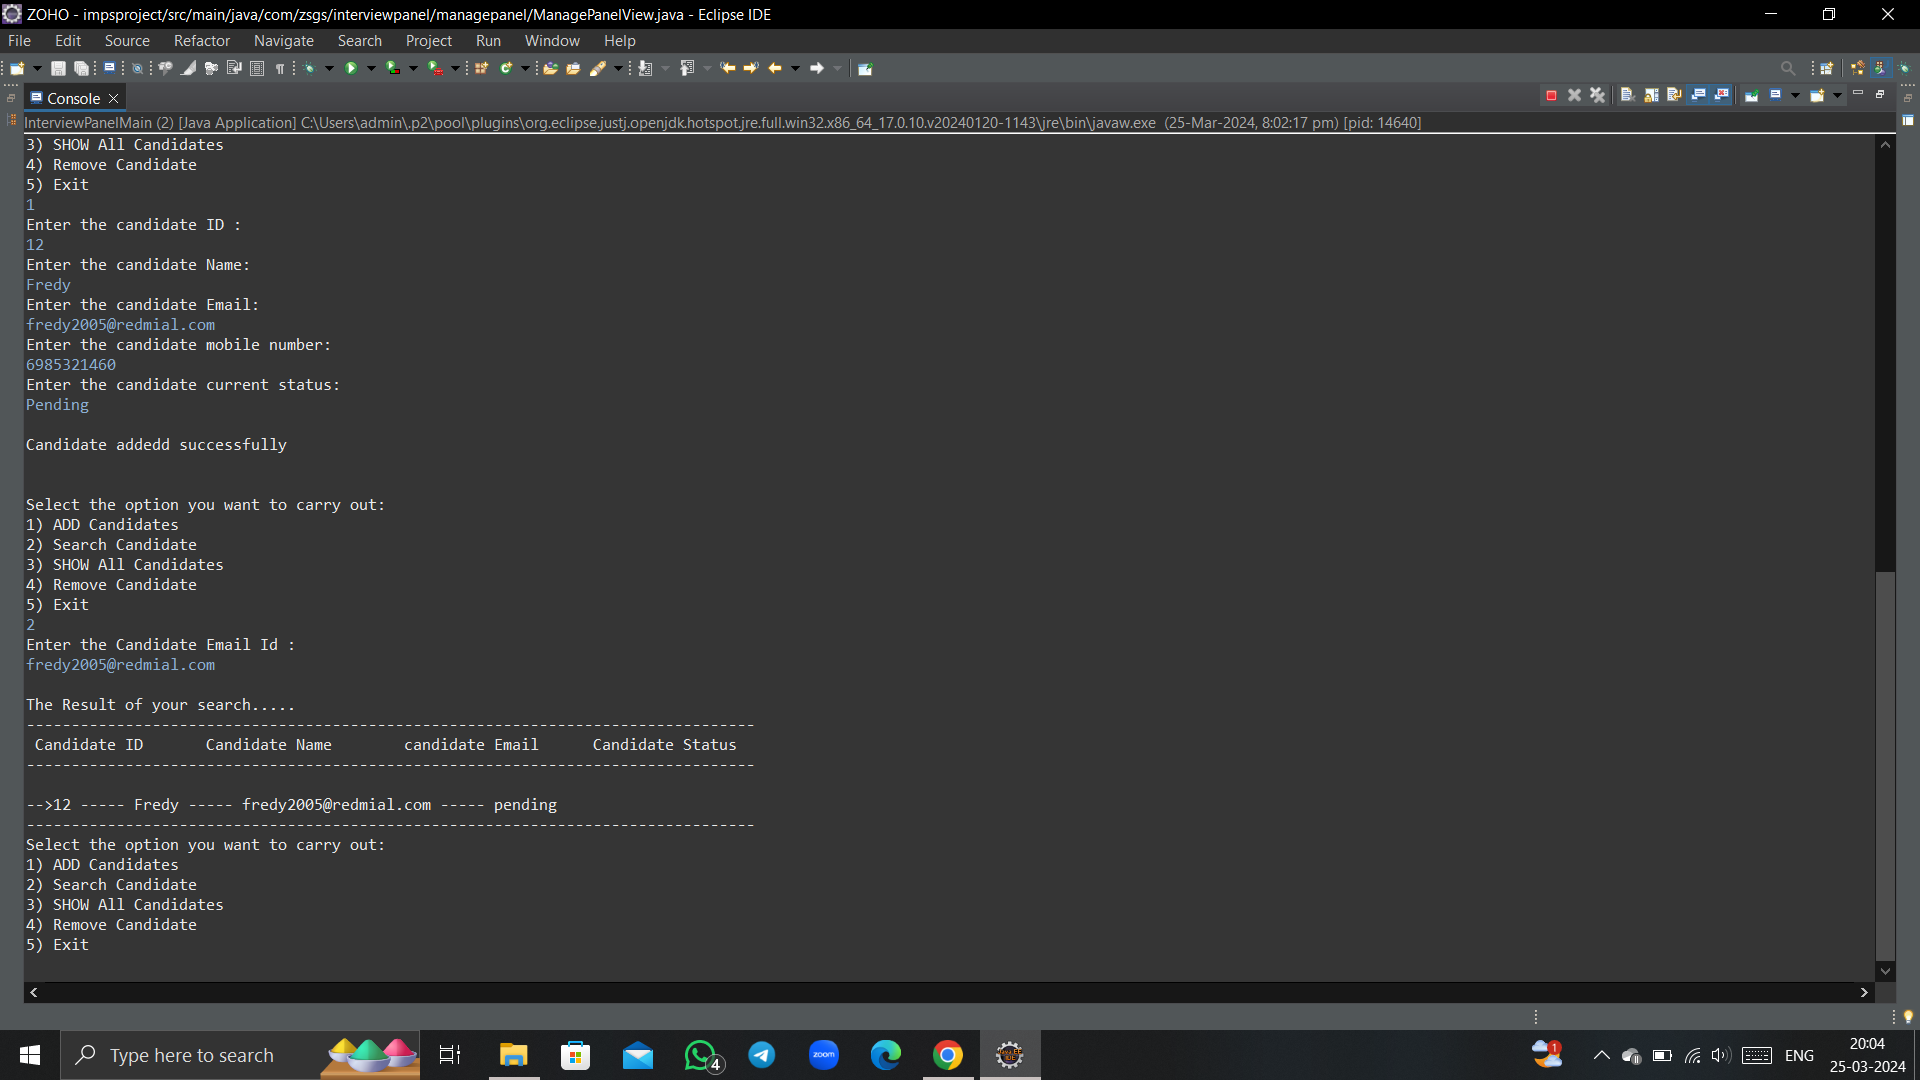 ZOHO - impsproject/src/main/java/com/zsgs/interviewpanel/managepanel/ManagePanelView.java - Eclipse IDE
File Edit Source Refactor Navigate Search Project Run Window Help
Console
InterviewPanelMain (2) [Java Application] C:\Users\admin\.p2\pool\plugins\org.eclipse.justj.openjdk.hotspot.jre.full.win32.x86_64_17.0.10.v20240120-1143\jre\bin\javaw.exe (25-Mar-2024, 8:02:17 pm) [pid: 14640]
3) SHOW All Candidates
4) Remove Candidate
5) Exit
1
Enter the candidate ID :
12
Enter the candidate Name:
Fredy
Enter the candidate Email:
fredy2005@redmial.com
Enter the candidate mobile number:
6985321460
Enter the candidate current status:
Pending
Candidate addedd successfully
Select the option you want to carry out:
1) ADD Candidates
2) Search Candidate
3) SHOW All Candidates
4) Remove Candidate
5) Exit
2
Enter the Candidate Email Id :
fredy2005@redmial.com
The Result of your search.....
---------------------------------------------------------------------------------
Candidate ID Candidate Name candidate Email Candidate Status
---------------------------------------------------------------------------------
-->12 ----- Fredy ----- fredy2005@redmial.com ----- pending
---------------------------------------------------------------------------------
Select the option you want to carry out:
1) ADD Candidates
2) Search Candidate
3) SHOW All Candidates
4) Remove Candidate
5) Exit
Type here to search
4
zoom
1
ENG
20:04
25-03-2024